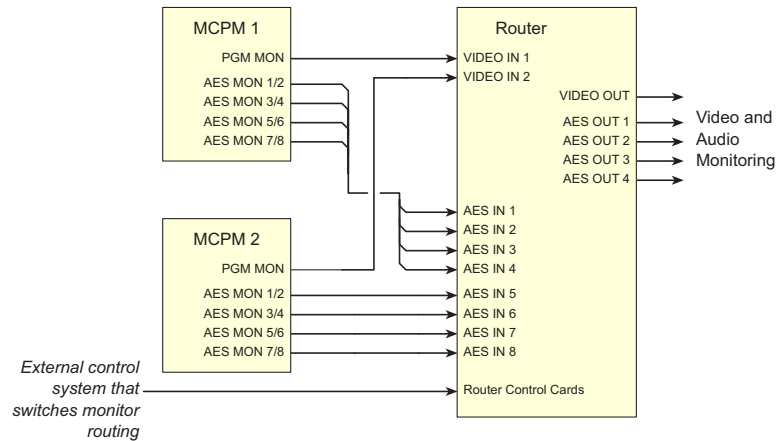 MCPM 1
PGM MON
AES MON 1/2
AES MON 3/4
AES MON 5/6
AES MON 7/8
MCPM 2
PGM MON
AES MON 1/2
AES MON 3/4
AES MON 5/6
AES MON 7/8
External control
system that
switches monitor
routing
Router
VIDEO IN 1
VIDEO IN 2
AES IN 1
AES IN 2
AES IN 3
AES IN 4
AES IN 5
AES IN 6
AES IN 7
AES IN 8
Router Control Cards
VIDEO OUT
AES OUT 1
AES OUT 2
AES OUT 3
AES OUT 4
Video and
Audio
Monitoring